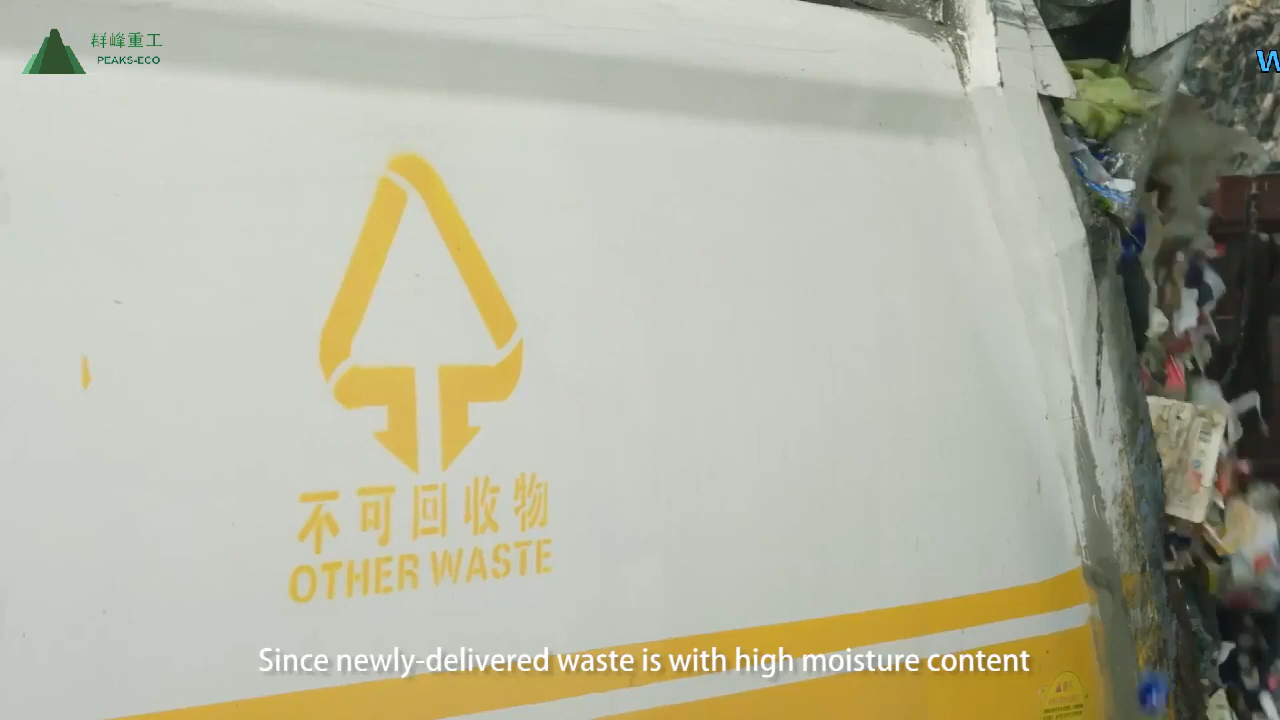 群峰重工
PEAKS-ECO
W
不可回收物
OTHER WASTE
Since newly-delivered waste is with high moisture content